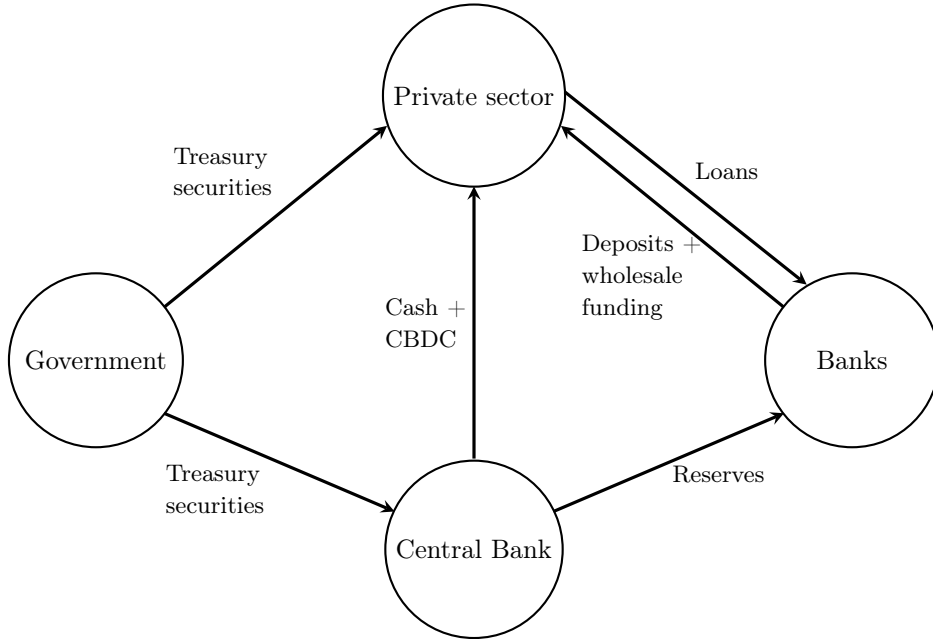 Private sector
Treasury
securities
Loans
Deposits +
wholesale
funding
Cash +
CBDC
Government
Banks
Treasury
securities
Reserves
Central Bank